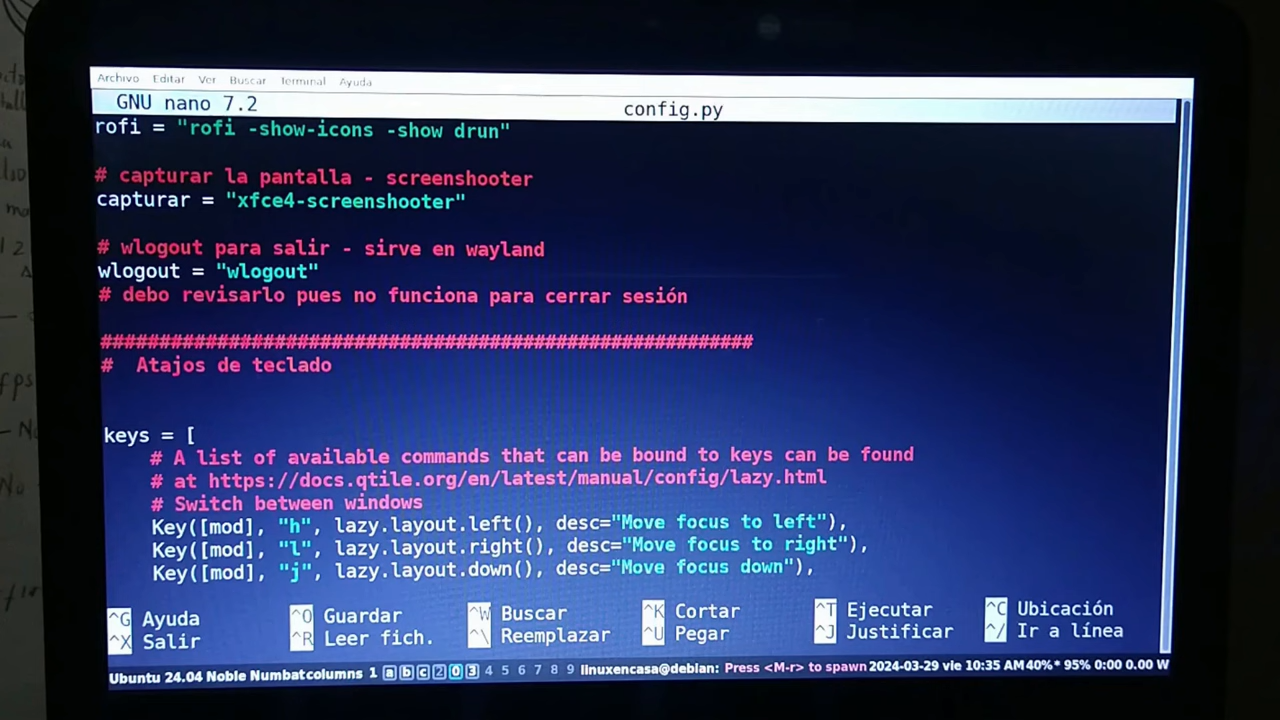 Archivo Editar Ver Buscar Terminal Ayuda
GNU nano 7.2 config.py
rofi = "rofi -show-icons -show drun"
# capturar la pantalla - screenshooter
capturar = "xfce4-screenshooter"
# wlogout para salir - sirve en wayland
wlogout = "wlogout"
# debo revisarlo pues no funciona para cerrar sesión
###################################################################
# Atajos de teclado
keys = [
# A list of available commands that can be bound to keys can be found
# at https://docs.qtile.org/en/latest/manual/config/lazy.html
# Switch between windows
Key([mod], "h", lazy.layout.left(), desc="Move focus to left"),
Key([mod], "l", lazy.layout.right(), desc="Move focus to right"),
Key([mod], "j", lazy.layout.down(), desc="Move focus down"),
^G Ayuda ^O Guardar ^W Buscar ^K Cortar ^T Ejecutar ^C Ubicación
^X Salir ^R Leer fich. ^\ Reemplazar ^U Pegar ^J Justificar ^/ Ir a línea
Ubuntu 24.04 Noble Numbat columns 1 a b c 2 0 3 4 5 6 7 8 9 linuxencasa@debian: Press <M-r> to spawn 2024-03-29 vie 10:35 AM 40%* 95% 0:00 0.00 W